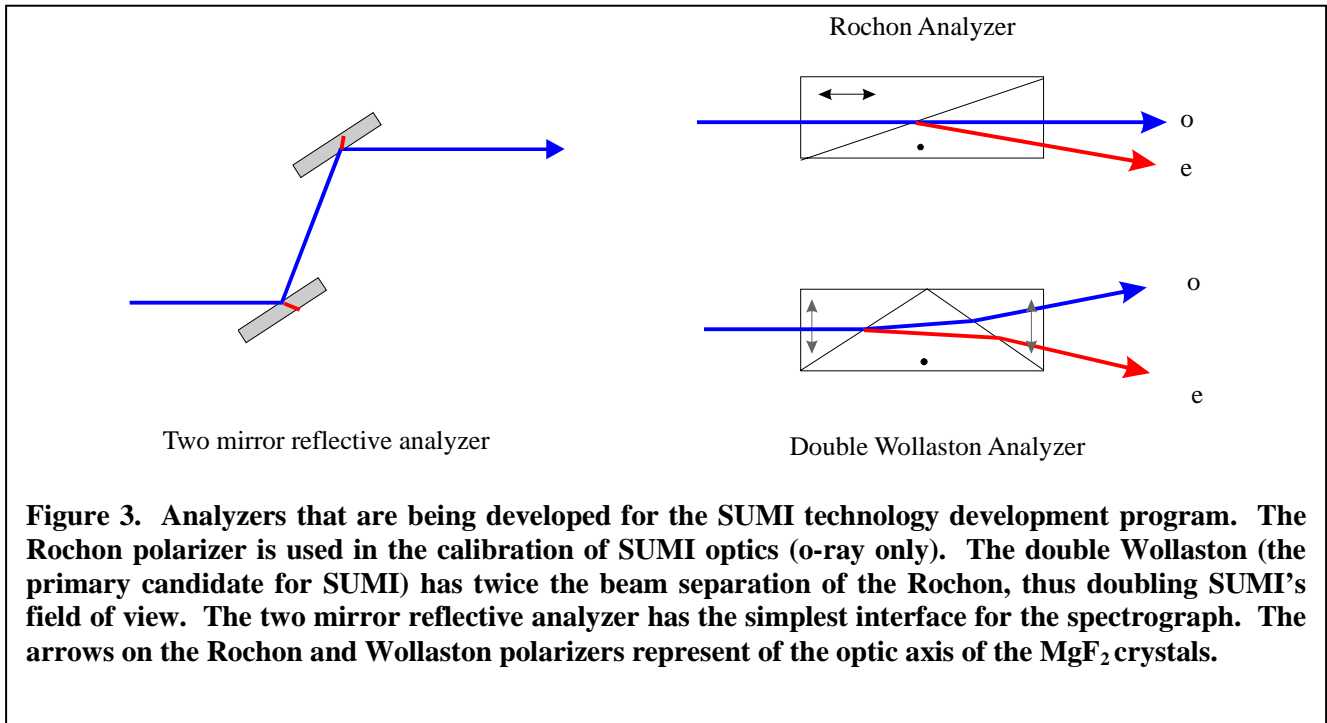 Rochon Analyzer
o
e
Two mirror reflective analyzer
o
e
Double Wollaston Analyzer
Figure 3. Analyzers that are being developed for the SUMI technology development program. The
Rochon polarizer is used in the calibration of SUMI optics (o-ray only). The double Wollaston (the
primary candidate for SUMI) has twice the beam separation of the Rochon, thus doubling SUMI's
field of view. The two mirror reflective analyzer has the simplest interface for the spectrograph. The
arrows on the Rochon and Wollaston polarizers represent of the optic axis of the MgF₂ crystals.